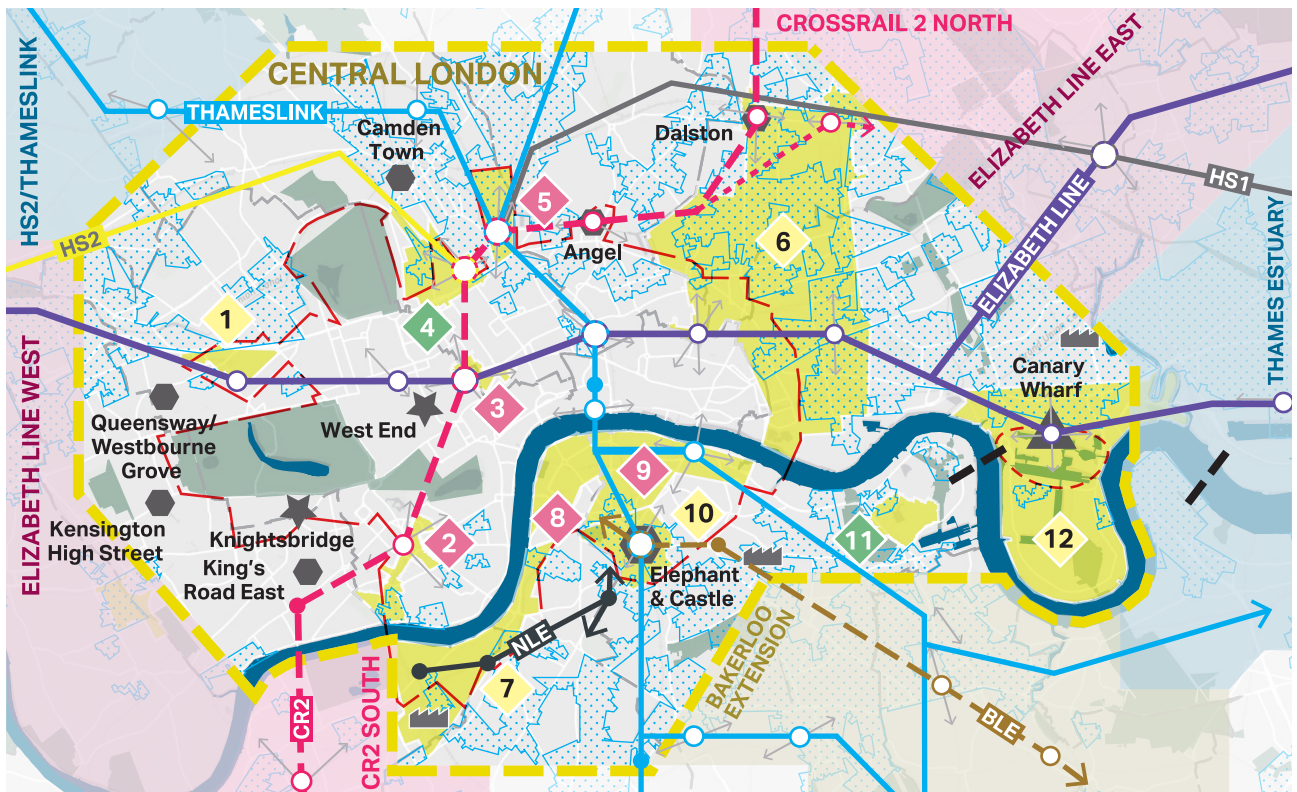 CROSSRAIL 2 NORTH
HS2/THAMESLINK
CENTRAL LONDON
THAMESLINK
Camden
Town
Dalston
ELIZABETH LINE EAST
HS1
HS2
5
Angel
6
ELIZABETH LINE
THAMES ESTUARY
1
4
ELIZABETH LINE WEST
Queensway/
Westbourne
Grove
West End
3
Canary
Wharf
Kensington
High Street
Knightsbridge
King's
Road East
2
9
8
10
11
12
Elephant
& Castle
NLE
7
BAKERLOO
EXTENSION
CR2
CR2 SOUTH
BLE